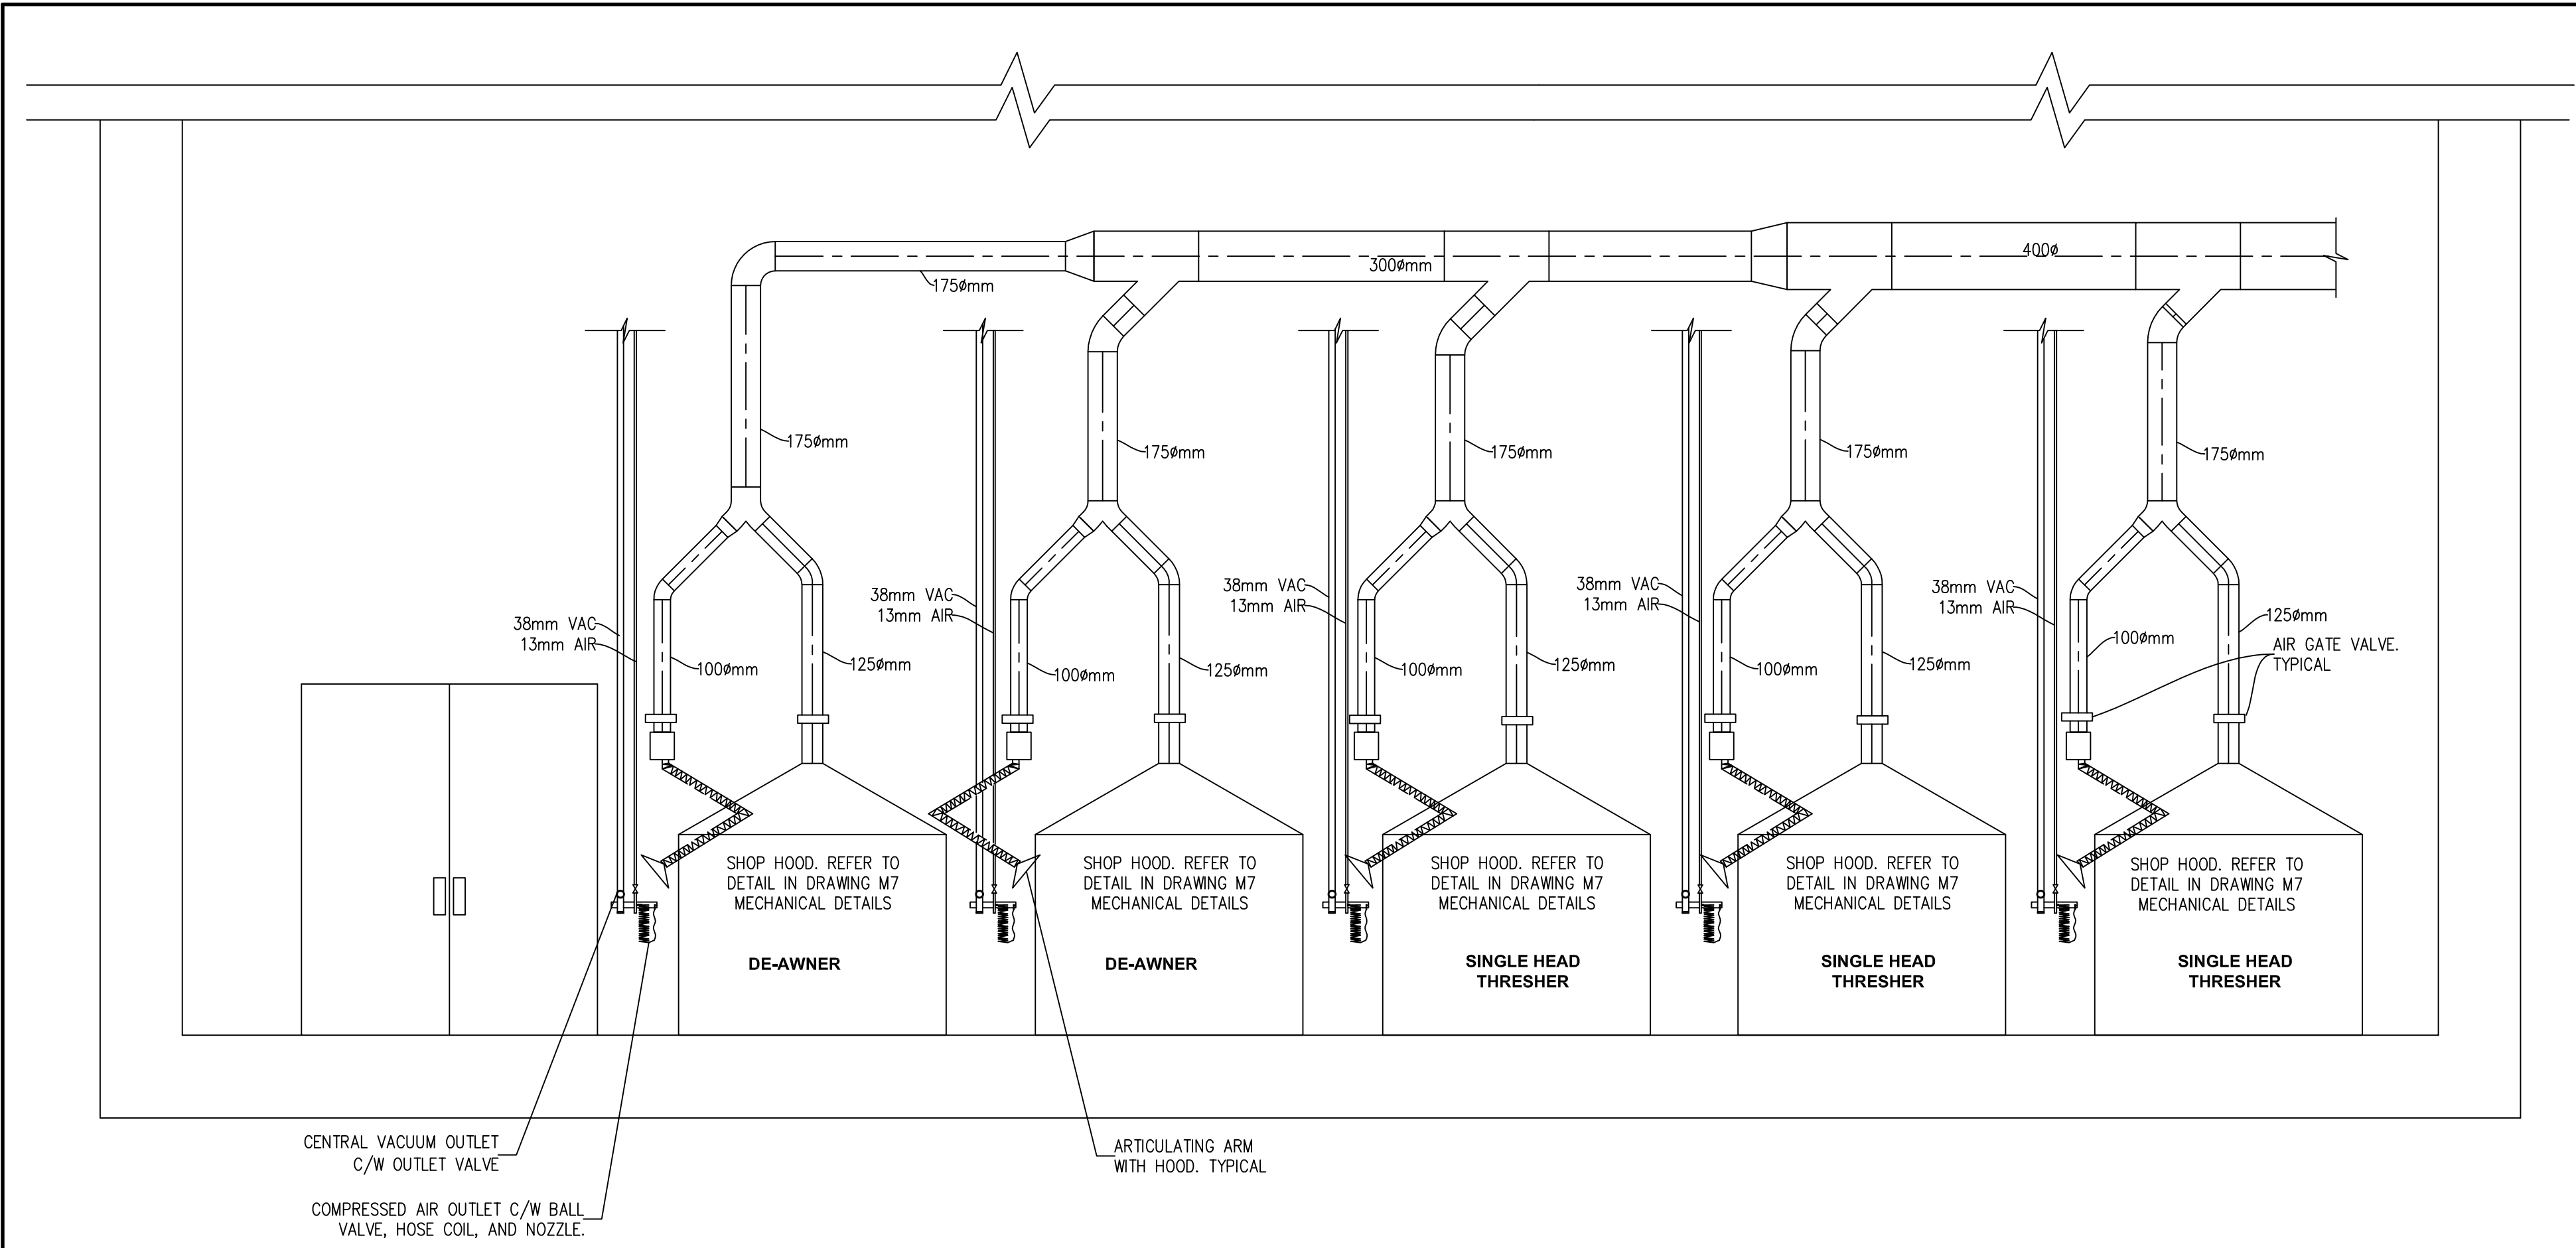 400ø
300ømm
175ømm
175ømm
175ømm
175ømm
175ømm
175ømm
38mm VAC
13mm AIR
38mm VAC
13mm AIR
38mm VAC
13mm AIR
38mm VAC
13mm AIR
38mm VAC
13mm AIR
100ømm
125ømm
100ømm
125ømm
100ømm
125ømm
100ømm
125ømm
100ømm
125ømm
AIR GATE VALVE.
TYPICAL
SHOP HOOD. REFER TO
DETAIL IN DRAWING M7
MECHANICAL DETAILS
DE-AWNER
SHOP HOOD. REFER TO
DETAIL IN DRAWING M7
MECHANICAL DETAILS
DE-AWNER
SHOP HOOD. REFER TO
DETAIL IN DRAWING M7
MECHANICAL DETAILS
SINGLE HEAD
THRESHER
SHOP HOOD. REFER TO
DETAIL IN DRAWING M7
MECHANICAL DETAILS
SINGLE HEAD
THRESHER
SHOP HOOD. REFER TO
DETAIL IN DRAWING M7
MECHANICAL DETAILS
SINGLE HEAD
THRESHER
CENTRAL VACUUM OUTLET
C/W OUTLET VALVE
ARTICULATING ARM
WITH HOOD. TYPICAL
COMPRESSED AIR OUTLET C/W BALL
VALVE, HOSE COIL, AND NOZZLE.